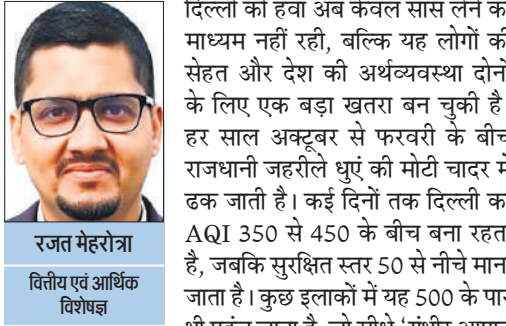 दिल्ली की हवा अब केवल सांस लेने का
माध्यम नहीं रही, बल्कि यह लोगों की
सेहत और देश की अर्थव्यवस्था दोनों
के लिए एक बड़ा खतरा बन चुकी है
हर साल अक्टूबर से फरवरी के बीच
राजधानी जहरीले धुएं की मोटी चादर में
ढक जाती है। कई दिनों तक दिल्ली का
AQI 350 से 450 के बीच बना रहत
है, जबकि सुरक्षित स्तर 50 से नीचे मान
जाता है। कुछ इलाकों में यह 500 के पार
रजत मेहरोत्रा
वित्तीय एवं आर्थिक
विशेषज्ञ